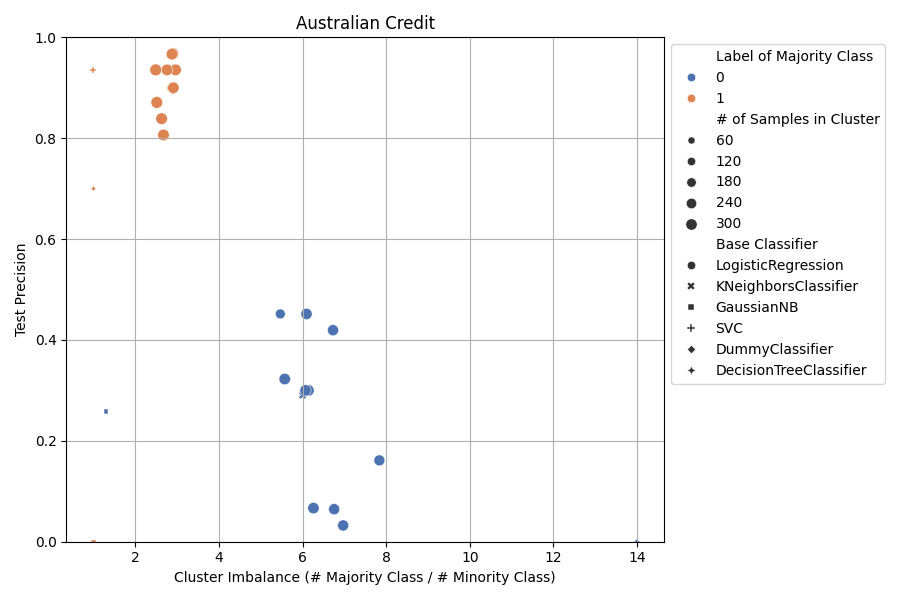 Australian Credit
1.0
0.8
0.6
0.4
0.2
0.0
Test Precision
2
4
6
8
10
12
14
Cluster Imbalance (# Majority Class / # Minority Class)
Label of Majority Class
0
1
# of Samples in Cluster
60
120
180
240
300
Base Classifier
LogisticRegression
KNeighborsClassifier
GaussianNB
SVC
DummyClassifier
DecisionTreeClassifier